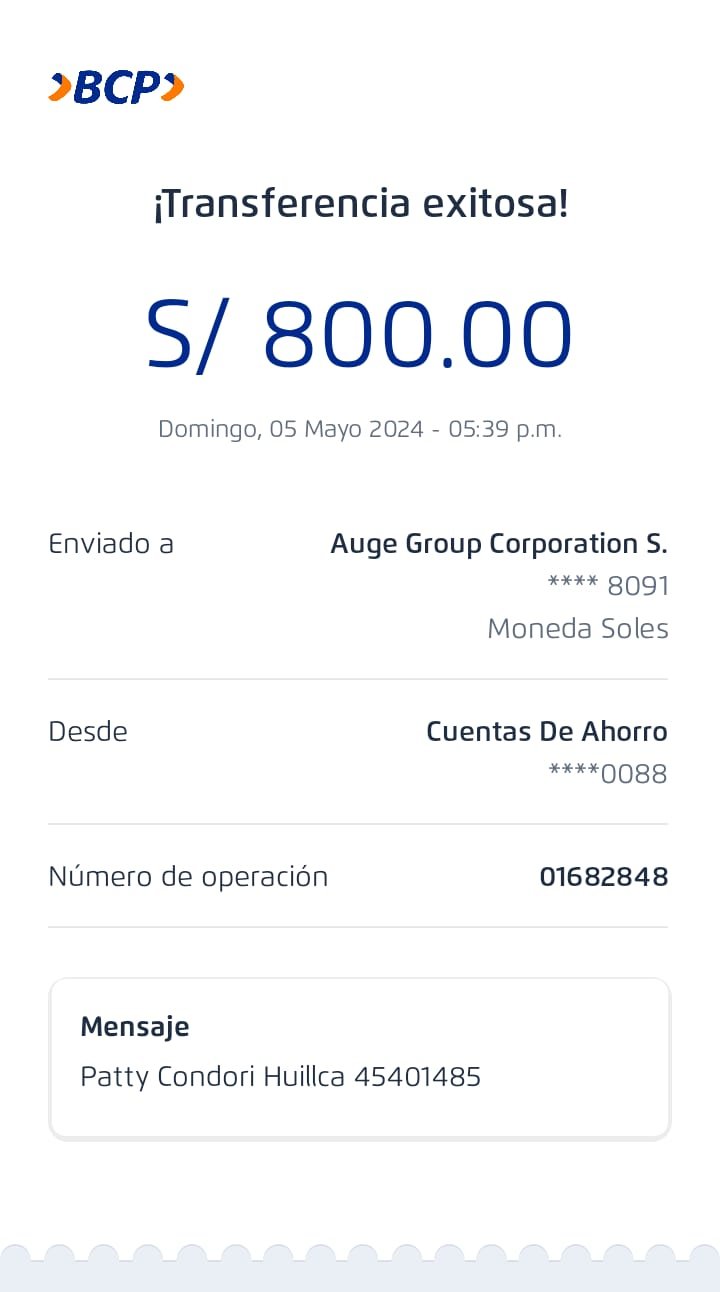 BCP
¡Transferencia exitosa!
S/ 800.00
Domingo, 05 Mayo 2024 - 05:39 p.m.
Enviado a Auge Group Corporation S.
**** 8091
Moneda Soles
Desde Cuentas De Ahorro
****0088
Número de operación 01682848
Mensaje
Patty Condori Huillca 45401485